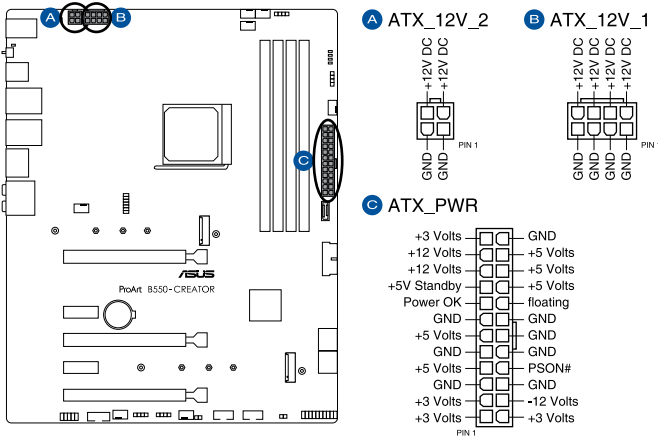 A
B
C
ASUS
ProArt B550-CREATOR
A ATX_12V_2
+12V DC
+12V DC
PIN 1
GND
GND
B ATX_12V_1
+12V DC
+12V DC
+12V DC
+12V DC
PIN 1
GND
GND
GND
GND
C ATX_PWR
+3 Volts GND
+12 Volts +5 Volts
+12 Volts +5 Volts
+5V Standby +5 Volts
Power OK floating
GND GND
+5 Volts GND
GND GND
+5 Volts PSON#
GND GND
+3 Volts -12 Volts
+3 Volts +3 Volts
PIN 1